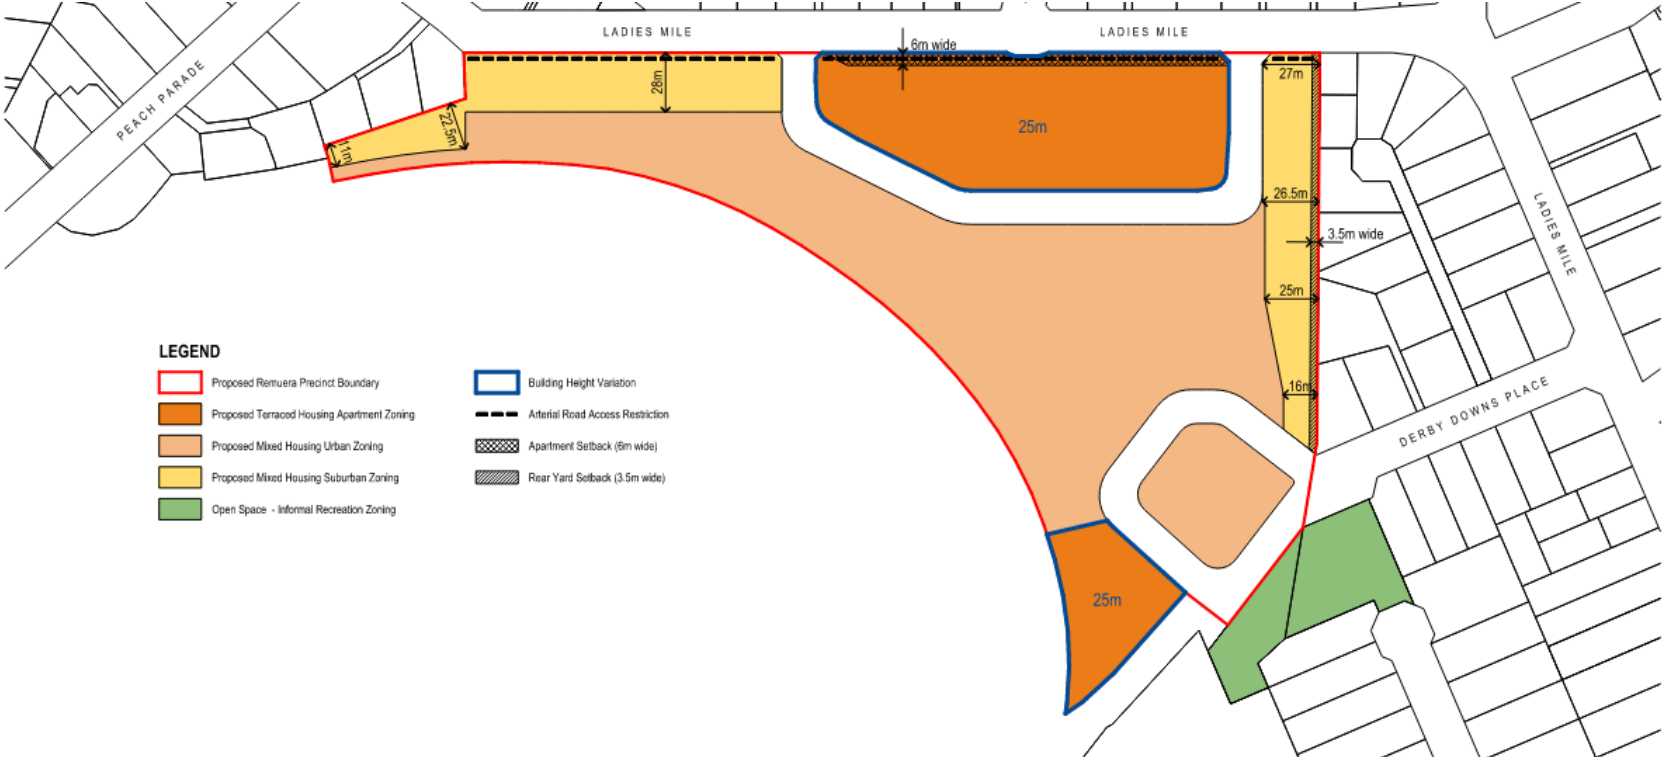 LADIES MILE
LADIES MILE
6m wide
PEACH PARADE
28m
27m
22.5m
11m
25m
26.5m
3.5m wide
LADIES MILE
25m
16m
DERBY DOWNS PLACE
25m
LEGEND
Proposed Remuera Precinct Boundary
Proposed Terraced Housing Apartment Zoning
Proposed Mixed Housing Urban Zoning
Proposed Mixed Housing Suburban Zoning
Open Space - Informal Recreation Zoning
Building Height Variation
Arterial Road Access Restriction
Apartment Setback (6m wide)
Rear Yard Setback (3.5m wide)